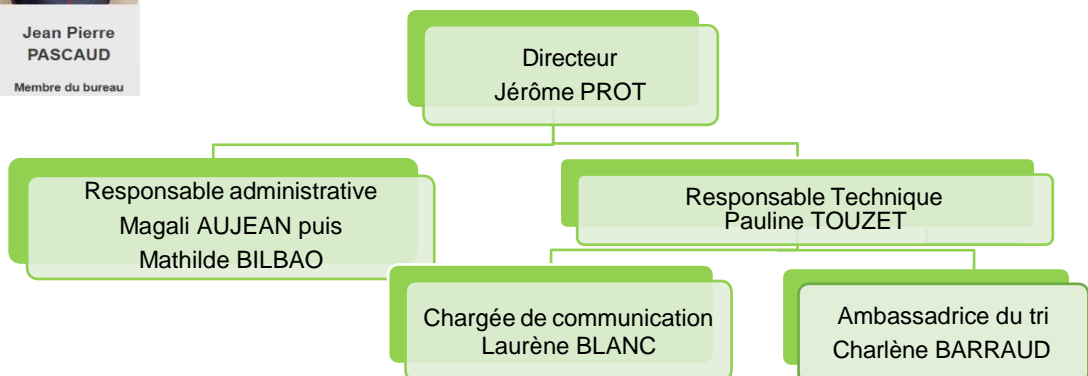 Jean Pierre
PASCAUD
Membre du bureau
Directeur
Jérôme PROT
Responsable administrative
Magali AUJEAN puis
Mathilde BILBAO
Responsable Technique
Pauline TOUZET
Chargée de communication
Laurène BLANC
Ambassadrice du tri
Charlène BARRAUD